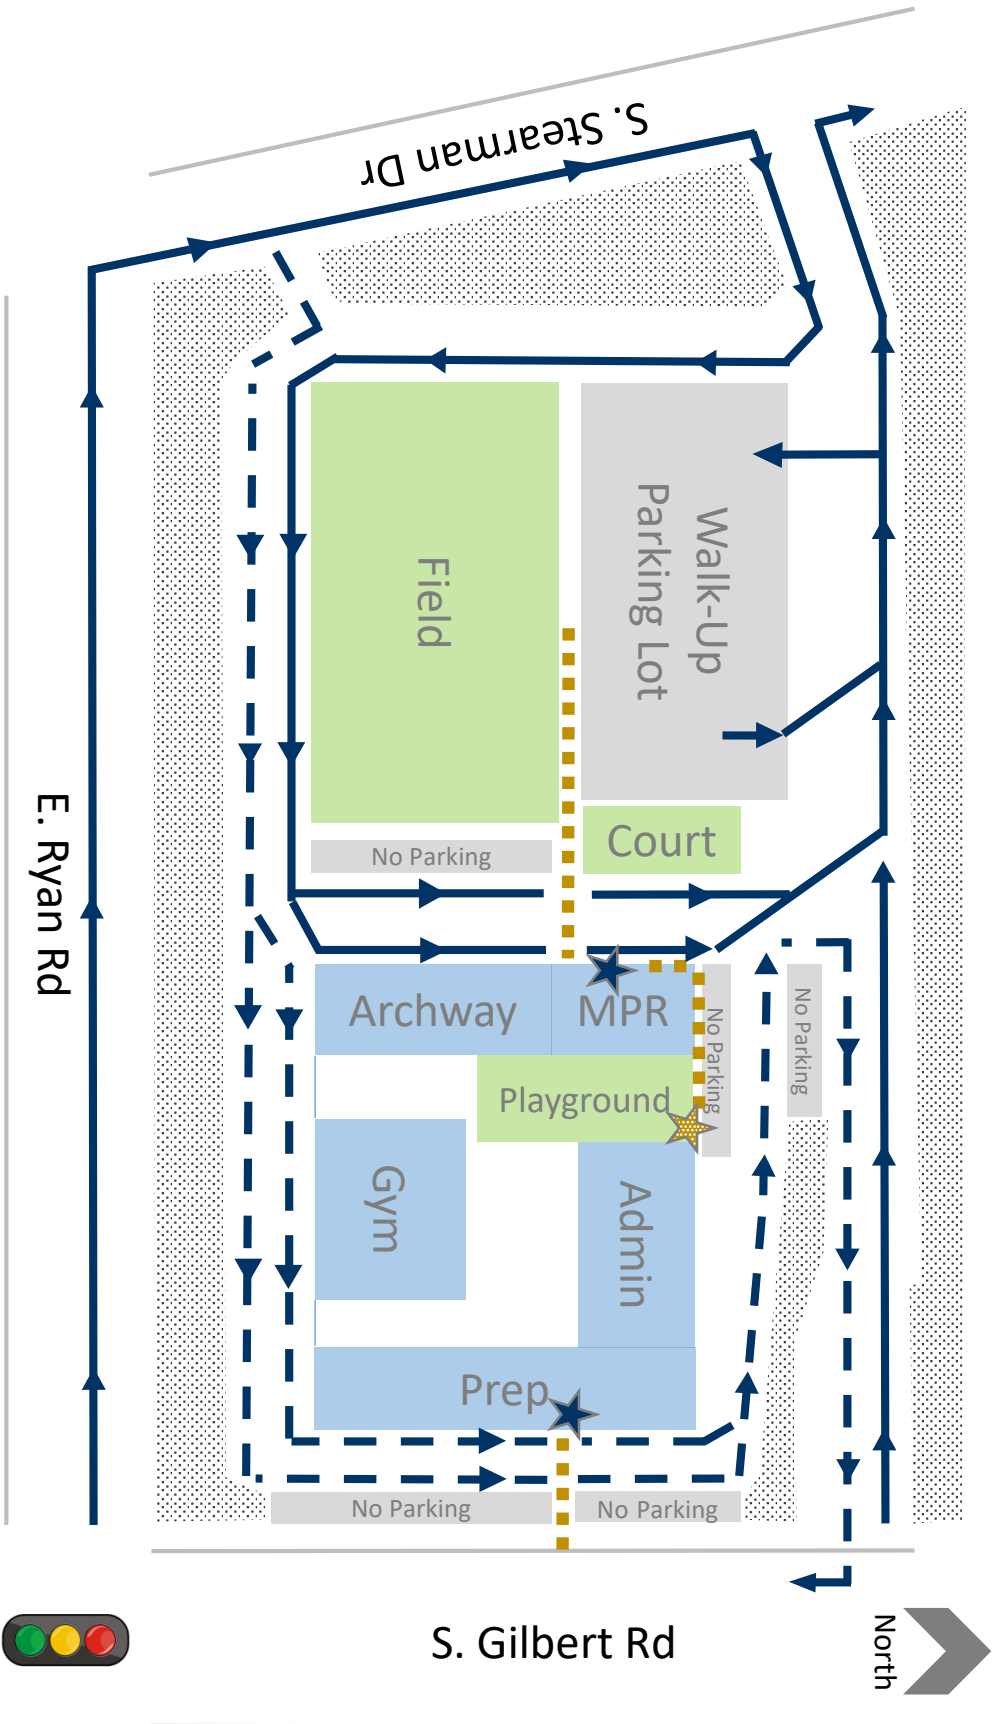 S. Stearman Dr
Walk-Up
Parking Lot
Field
E. Ryan Rd
Court
No Parking
Archway
MPR
No Parking
No Parking
Playground
Gym
Admin
Prep
No Parking
No Parking
S. Gilbert Rd
North